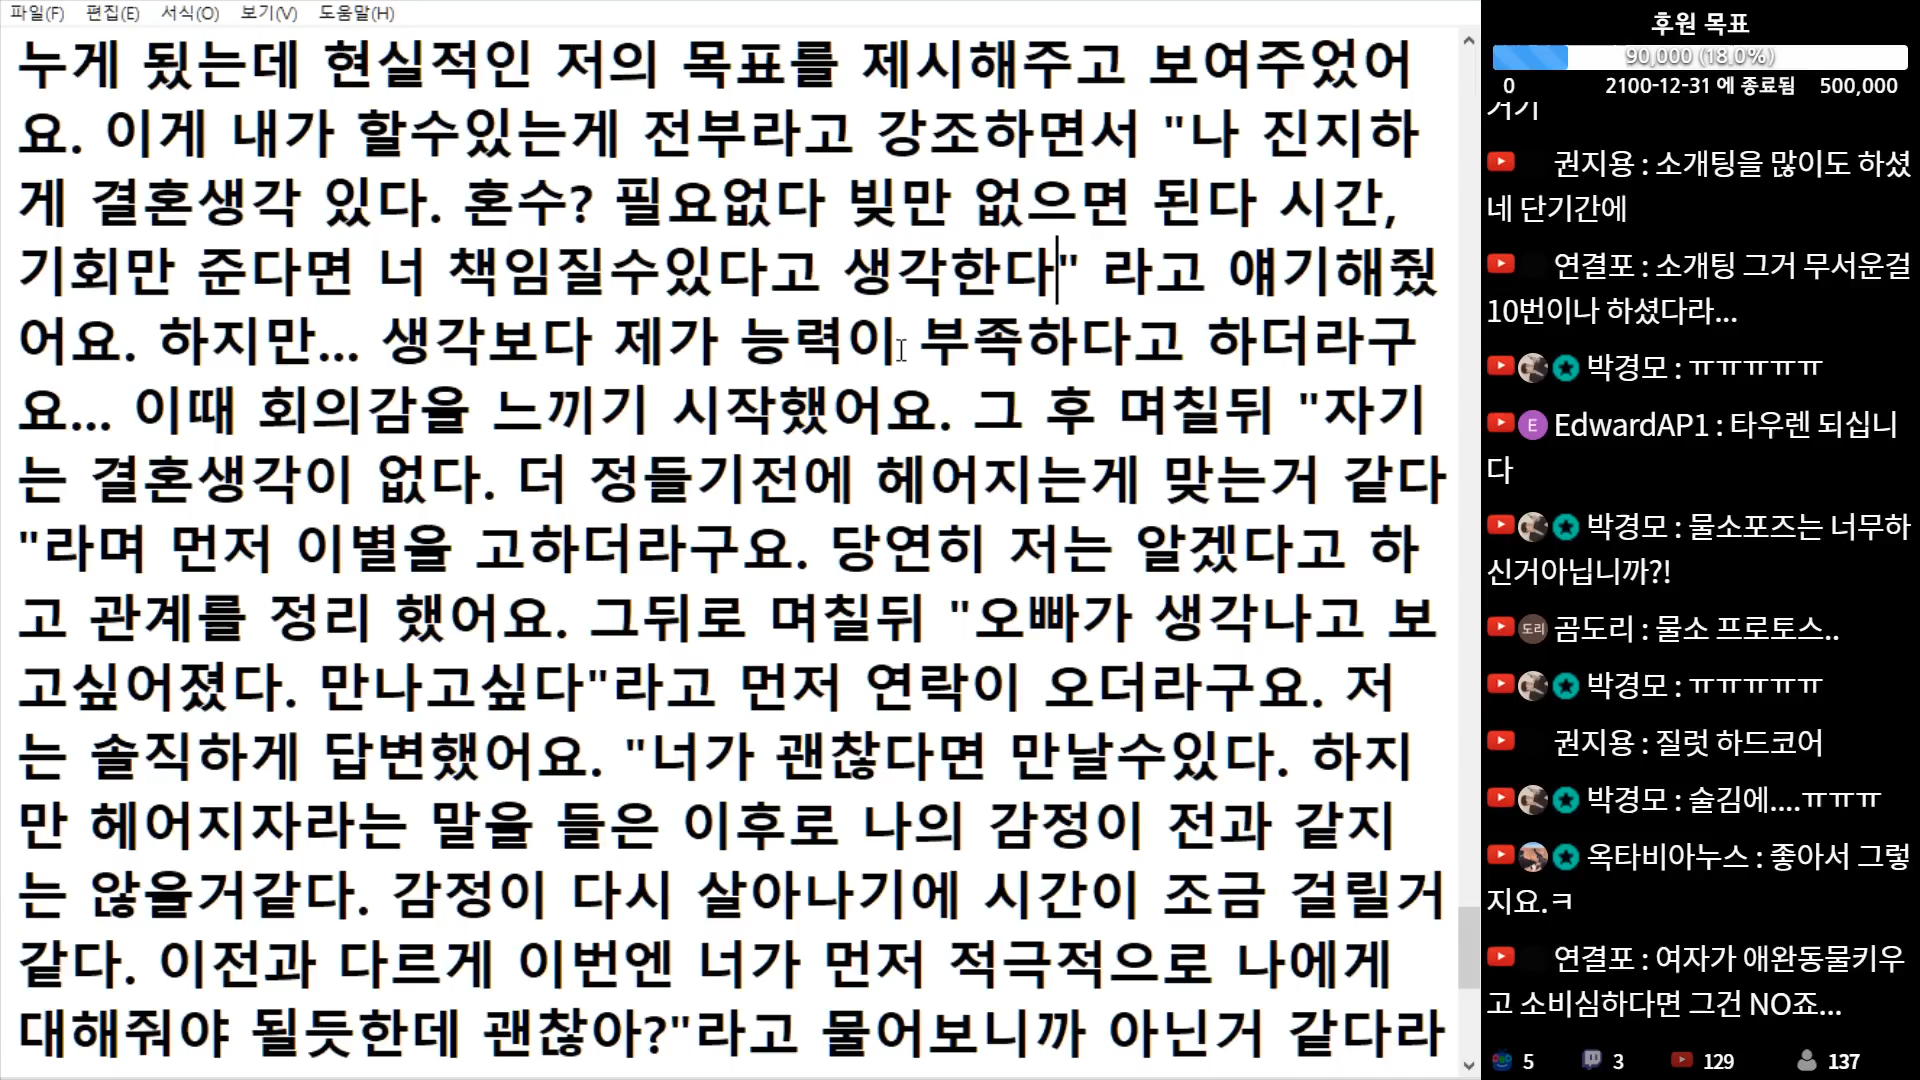 파일(F) 편집(E) 서식(O) 보기(V) 도움말(H)
누게 됬는데 현실적인 저의 목표를 제시해주고 보여주었어
요. 이게 내가 할수있는게 전부라고 강조하면서 "나 진지하
게 결혼생각 있다. 혼수? 필요없다 빚만 없으면 된다 시간,
기회만 준다면 너 책임질수있다고 생각한다" 라고 얘기해줬
어요. 하지만... 생각보다 제가 능력이 부족하다고 하더라구
요... 이때 회의감을 느끼기 시작했어요. 그 후 며칠뒤 "자기
는 결혼생각이 없다. 더 정들기전에 헤어지는게 맞는거 같다
"라며 먼저 이별을 고하더라구요. 당연히 저는 알겠다고 하
고 관계를 정리 했어요. 그뒤로 며칠뒤 "오빠가 생각나고 보
고싶어졌다. 만나고싶다"라고 먼저 연락이 오더라구요. 저
는 솔직하게 답변했어요. "너가 괜찮다면 만날수있다. 하지
만 헤어지자라는 말을 들은 이후로 나의 감정이 전과 같지
는 않을거같다. 감정이 다시 살아나기에 시간이 조금 걸릴거
같다. 이전과 다르게 이번엔 너가 먼저 적극적으로 나에게
대해줘야 될듯한데 괜찮아?"라고 물어보니까 아닌거 같다라
후원 목표
90,000 (18.0%)
0 2100-12-31 에 종료됨 500,000
거기
권지용 : 소개팅을 많이도 하셨
네 단기간에
연결포 : 소개팅 그거 무서운걸
10번이나 하셨다라...
박경모 : ㅠㅠㅠㅠㅠ
E EdwardAP1 : 타우렌 되십니
다
박경모 : 물소포즈는 너무하
신거아닙니까?!
도리 곰도리 : 물소 프로토스..
박경모 : ㅠㅠㅠㅠㅠ
권지용 : 질럿 하드코어
박경모 : 술김에....ㅠㅠㅠ
옥타비아누스 : 좋아서 그렇
지요.ㅋ
연결포 : 여자가 애완동물키우
고 소비심하다면 그건 NO죠...
5 3 129 137